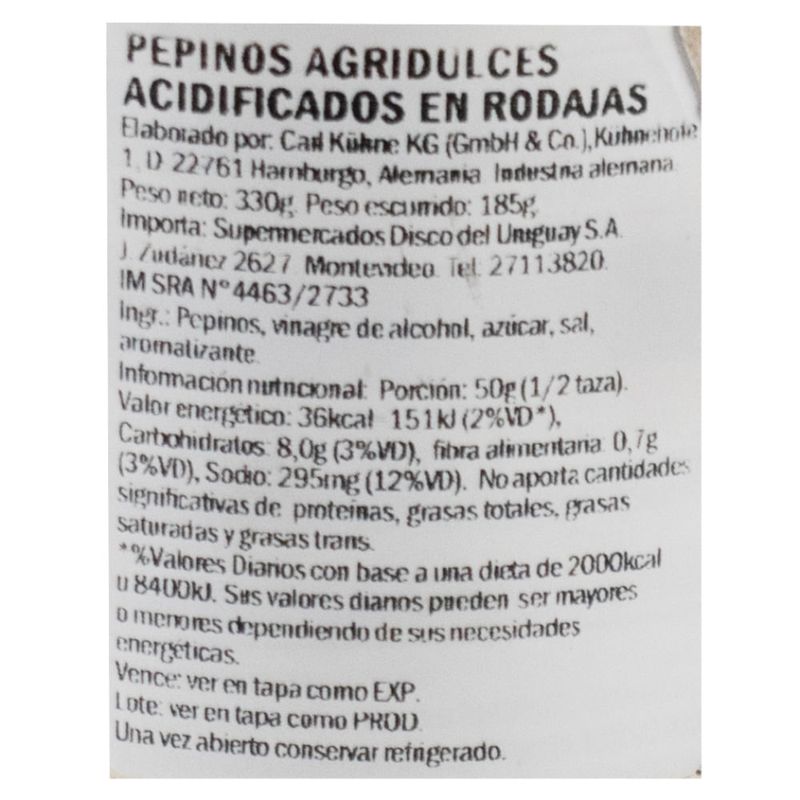 PEPINOS AGRIDULCES
ACIDIFICADOS EN RODAJAS
Elaborado por: Carl Kühne KG (GmbH & Co.), Kühnehöfe
1, D 22761 Hamburgo, Alemania Industria alemana
Peso neto: 330g. Peso escurrido: 185g
Importa: Supermercados Disco del Uruguay S.A.
J. Zudáñez 2627 Montevideo. Tel: 27113820.
IM SRA N°4463/2733
Ingr.: Pepinos, vinagre de alcohol, azúcar, sal,
aromatizante.
Información nutricional: Porción: 50g (1/2 taza).
Valor energético: 36kcal 151kJ (2%VD*),
Carbohidratos: 8,0g (3%VD), fibra alimentaria: 0,7g
(3%VD), Sodio: 295mg (12%VD). No aporta cantidades
significativas de proteínas, grasas totales, grasas
saturadas y grasas trans.
*%Valores Diarios con base a una dieta de 2000kcal
u 8400kJ. Sus valores diarios pueden ser mayores
o menores dependiendo de sus necesidades
energéticas.
Vence: ver en tapa como EXP.
Lote: ver en tapa como PROD.
Una vez abierto conservar refrigerado.